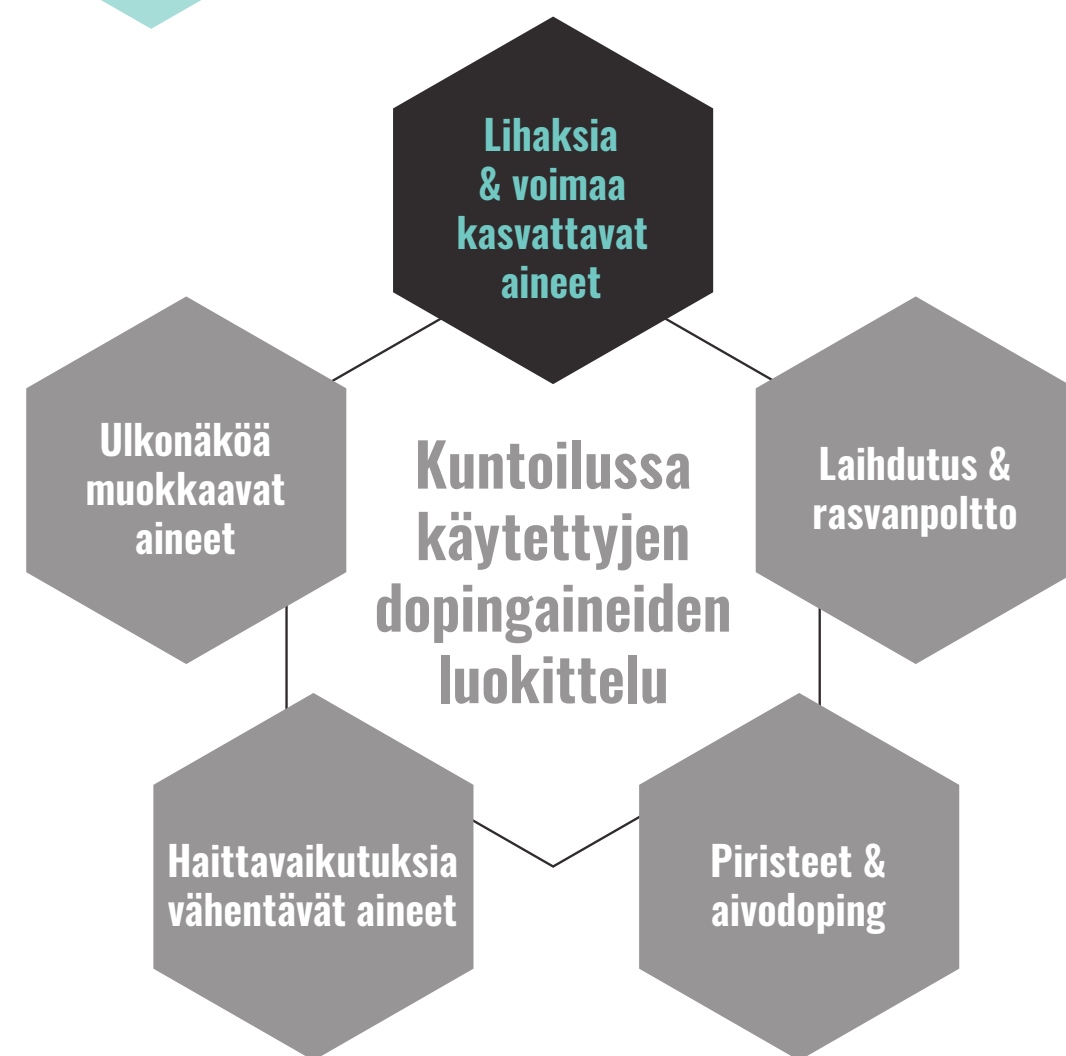 Lihaksia
& voimaa
kasvattavat
aineet
Ulkonäköä
muokkaavat
aineet
Kuntoilussa
käytettyjen
dopingaineiden
luokittelu
Laihdutus &
rasvanpoltto
Haittavaikutuksia
vähentävät aineet
Piristeet &
aivodoping